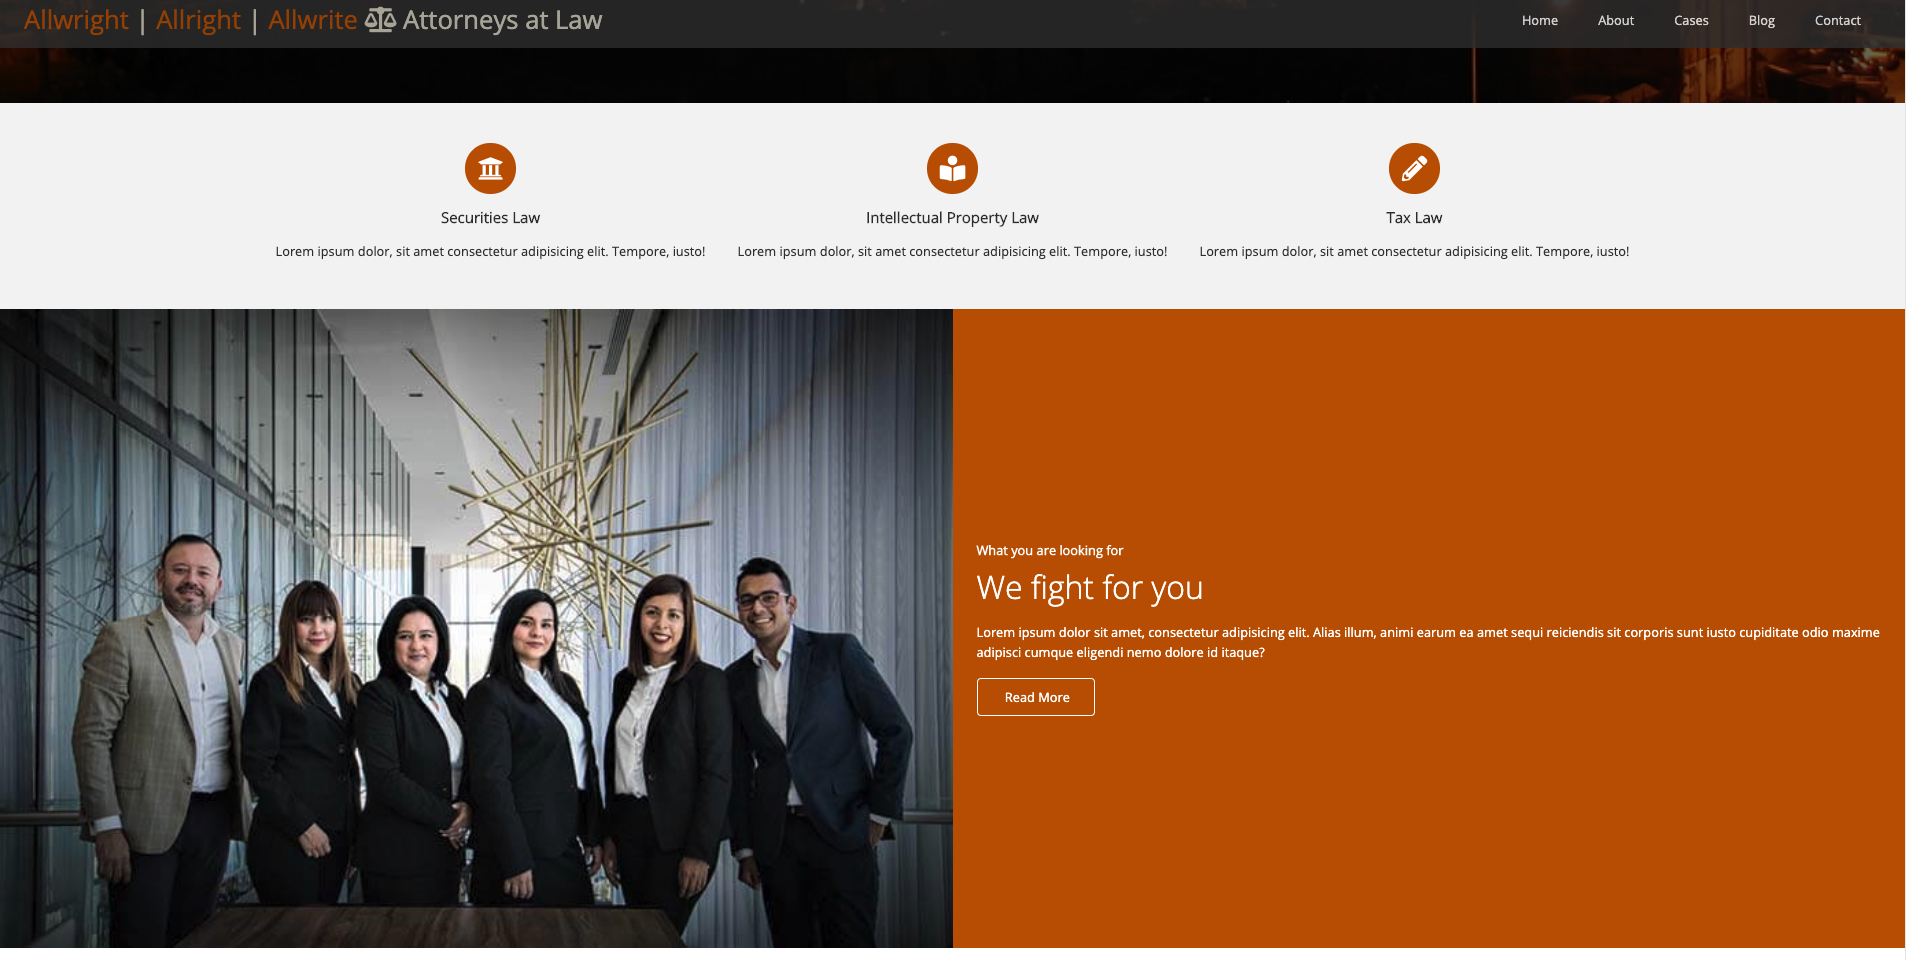 Allwright | Allright | Allwrite Attorneys at Law
Home About Cases Blog Contact
Securities Law
Lorem ipsum dolor, sit amet consectetur adipisicing elit. Tempore, iusto!
Intellectual Property Law
Lorem ipsum dolor, sit amet consectetur adipisicing elit. Tempore, iusto!
Tax Law
Lorem ipsum dolor, sit amet consectetur adipisicing elit. Tempore, iusto!
What you are looking for
We fight for you
Lorem ipsum dolor sit amet, consectetur adipisicing elit. Alias illum, animi earum ea amet sequi reiciendis sit corporis sunt iusto cupiditate odio maxime
adipisci cumque eligendi nemo dolore id itaque?
Read More